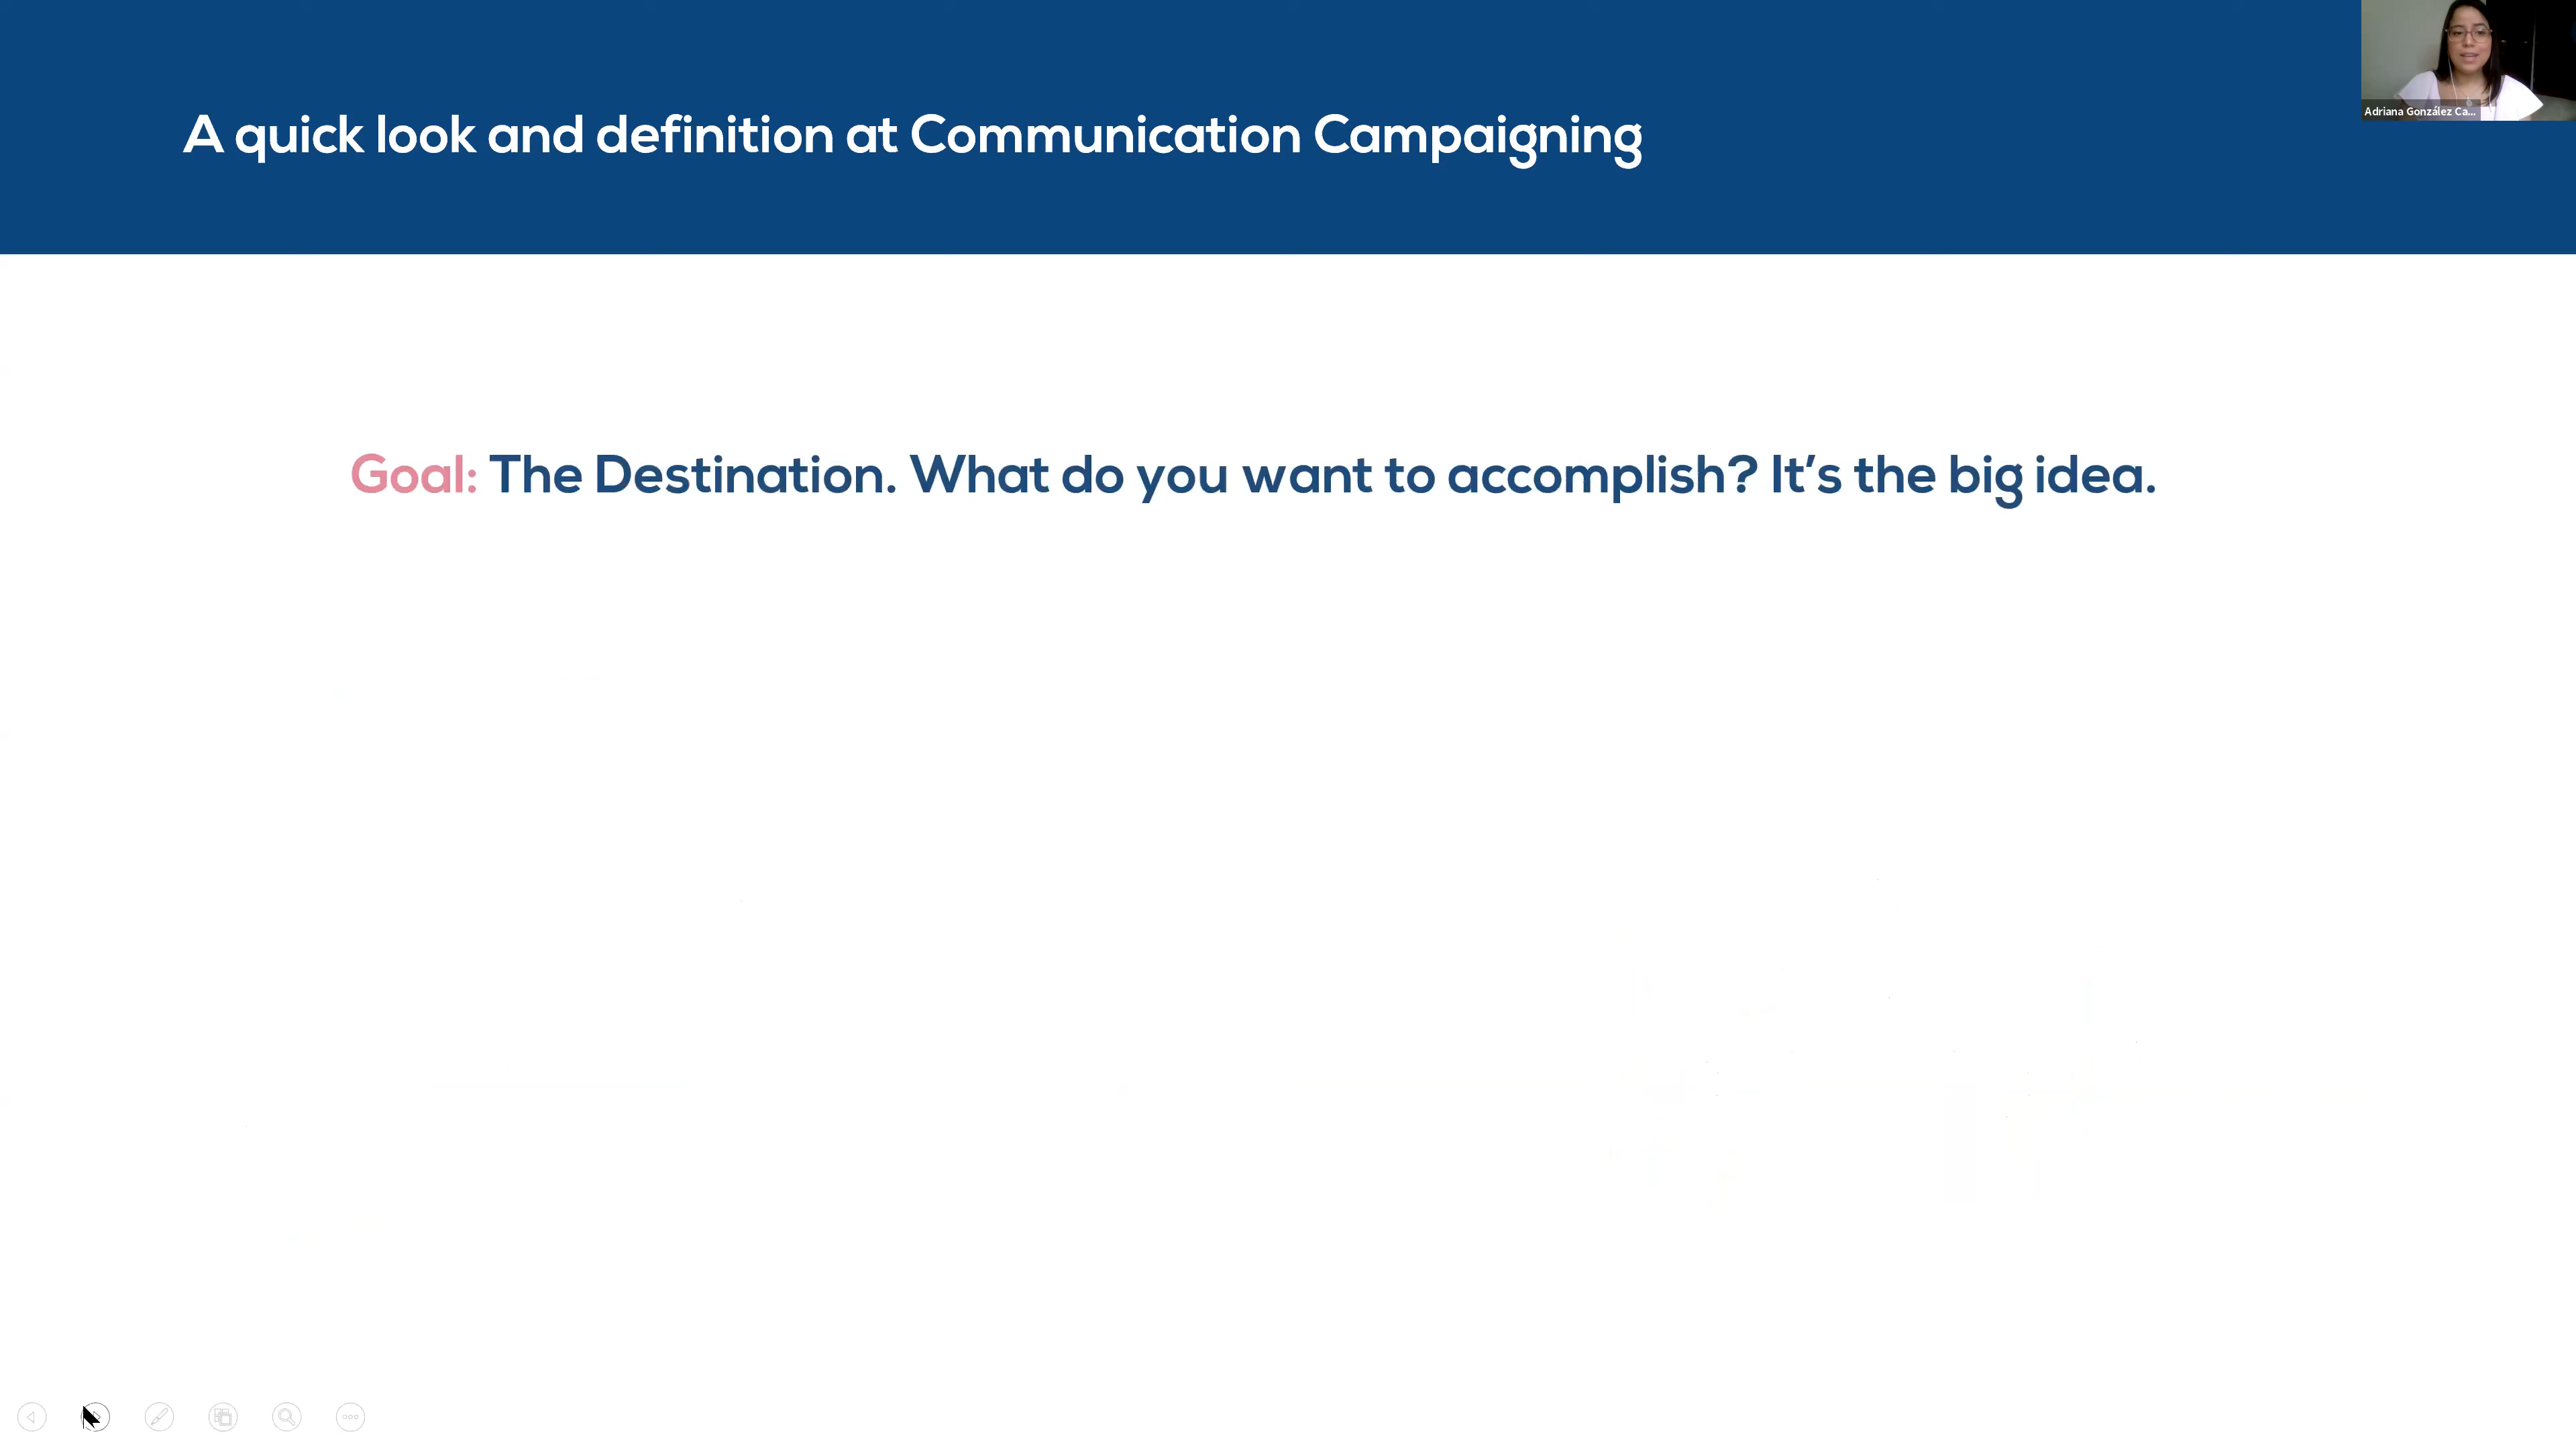 A quick look and definition at Communication Campaigning
Adriana González Ca...
Goal: The Destination. What do you want to accomplish? It’s the big idea.